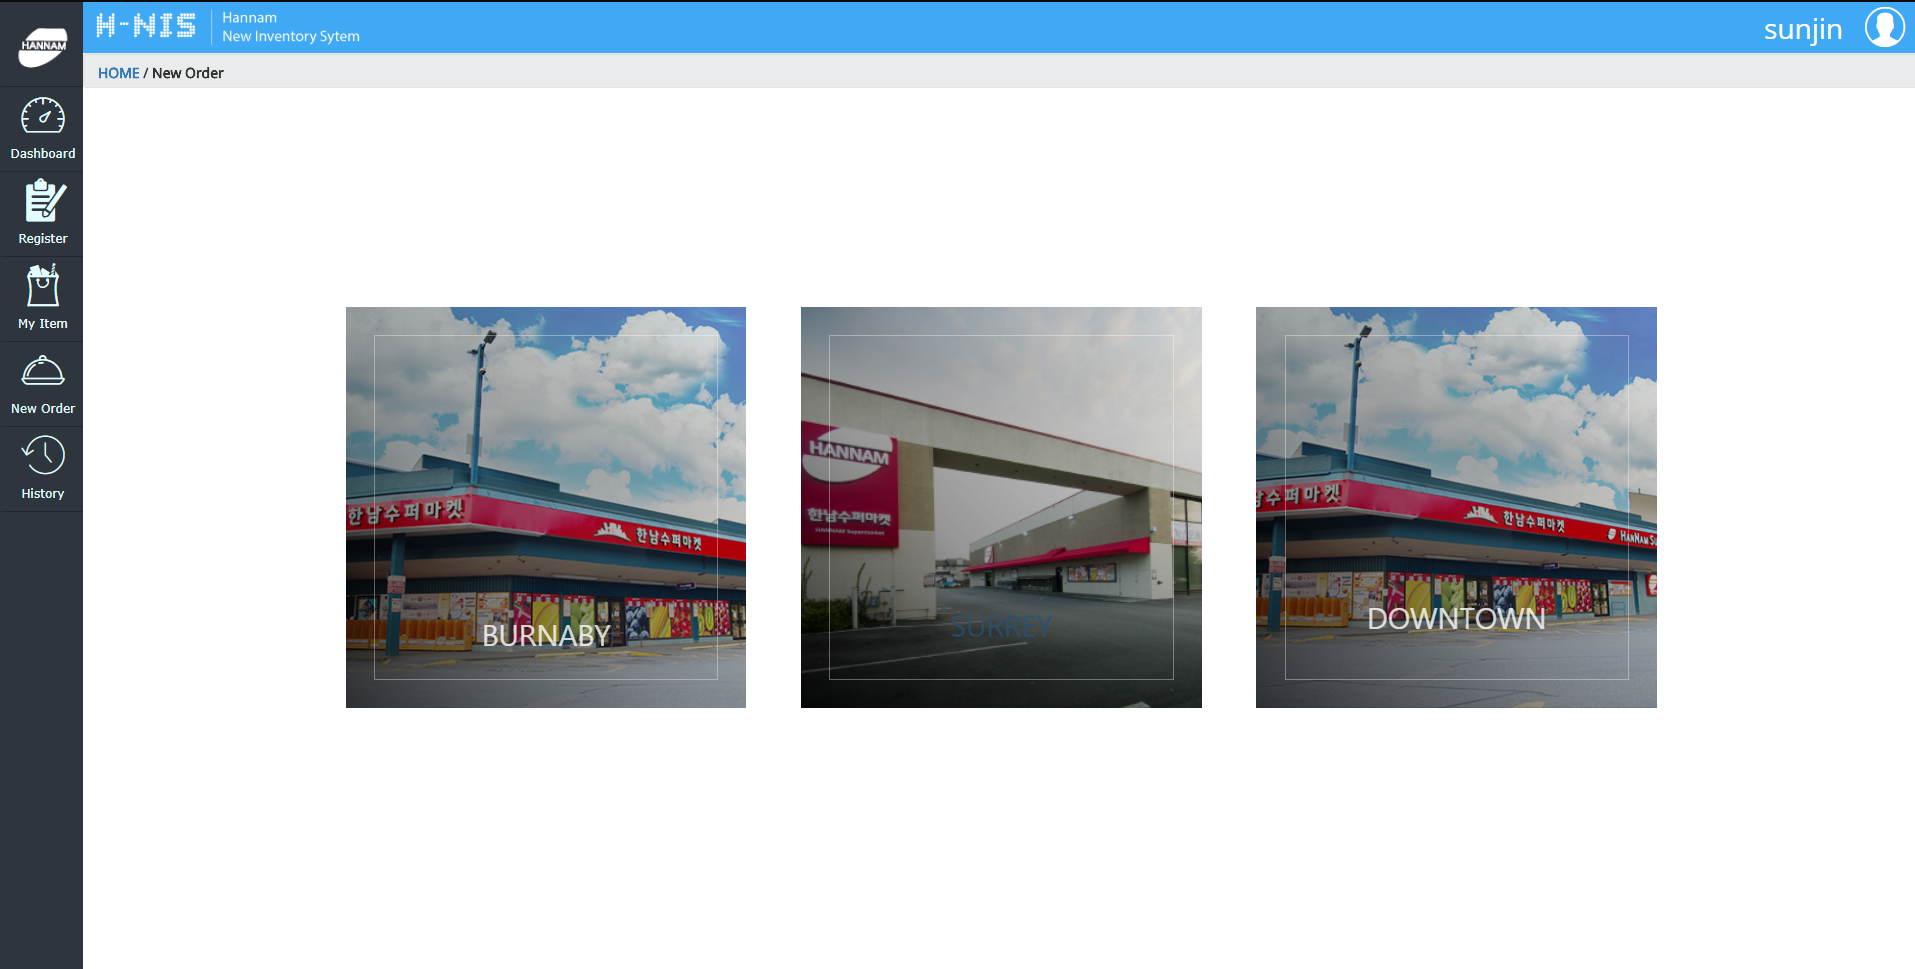 HANNAM
H-NIS
Hannam
New Inventory Sytem
sunjin
HOME / New Order
Dashboard
Register
My Item
New Order
History
한남수퍼마켓
한남수퍼마켓
BURNABY
HANNAM
한남수퍼마켓
HANNAM Supermarket
SURREY
남수퍼마켓
한남수퍼마켓
HANNAM SU
DOWNTOWN